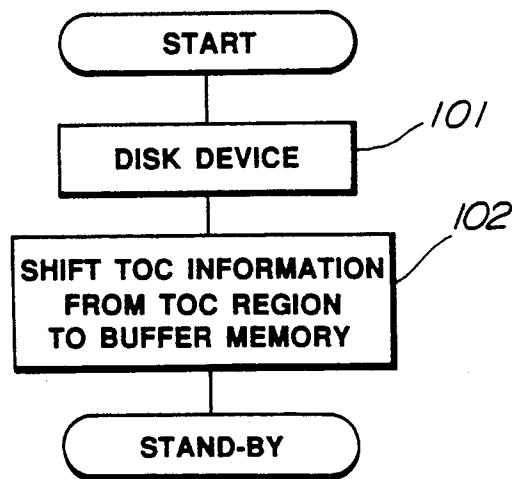 START
DISK DEVICE
101
SHIFT TOC INFORMATION
FROM TOC REGION
TO BUFFER MEMORY
102
STAND-BY